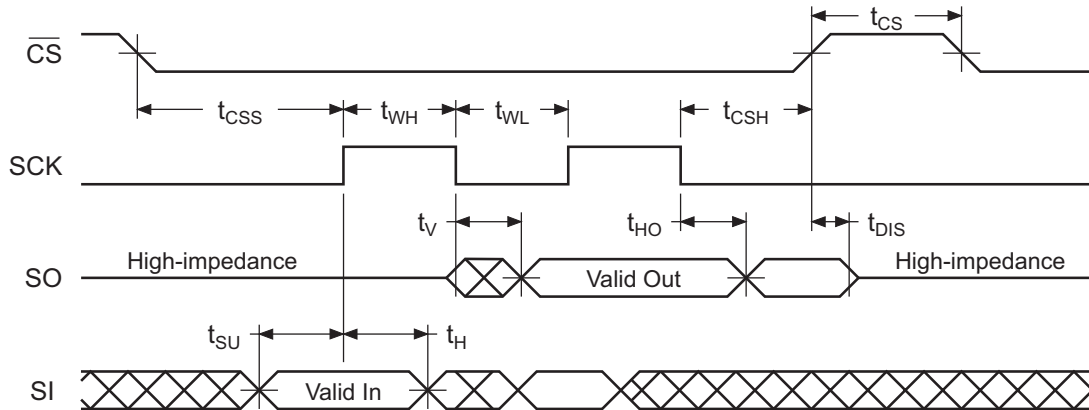 t_CS
C̅S̅
t_CSS t_WH t_WL t_CSH
SCK
t_V t_HO t_DIS
SO High-impedance Valid Out High-impedance
t_SU t_H
SI Valid In